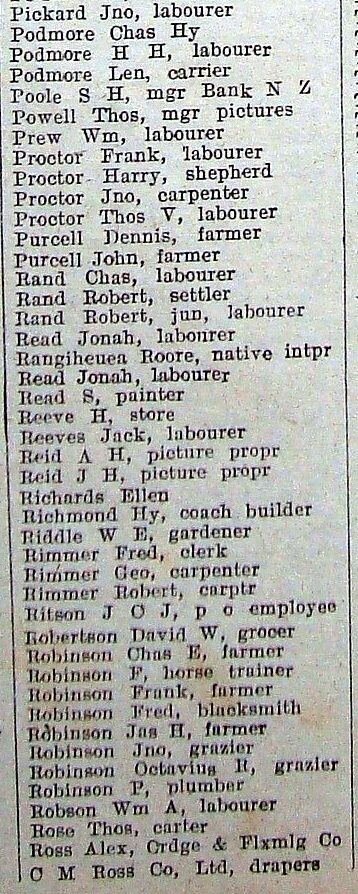 Pickard Jno, labourer
Podmore Chas Hy
Podmore H H, labourer
Podmore Len, carrier
Poole S H, mgr Bank N Z
Powell Thos, mgr pictures
Prew Wm, labourer
Proctor Frank, labourer
Proctor Harry, shepherd
Proctor Jno, carpenter
Proctor Thos V, labourer
Purcell Dennis, farmer
Purcell John, farmer
Rand Chas, labourer
Rand Robert, settler
Rand Robert, jun, labourer
Read Jonah, labourer
Rangiheuea Roore, native intpr
Read Jonah, labourer
Read S, painter
Reeve H, store
Reeves Jack, labourer
Reid A H, picture propr
Reid J H, picture propr
Richards Ellen
Richmond Hy, coach builder
Riddle W E, gardener
Rimmer Fred, clerk
Rimmer Geo, carpenter
Rimmer Robert, carptr
Ritson J C J, p o employee
Robertson David W, grocer
Robinson Chas E, farmer
Robinson F, horse trainer
Robinson Frank, farmer
Robinson Fred, blacksmith
Robinson Jas H, farmer
Robinson Jno, grazier
Robinson Octavius R, grazier
Robinson P, plumber
Robson Wm A, labourer
Rose Thos, carter
Ross Alex, Crdge & Flxmlg Co
C M Ross Co, Ltd, drapers